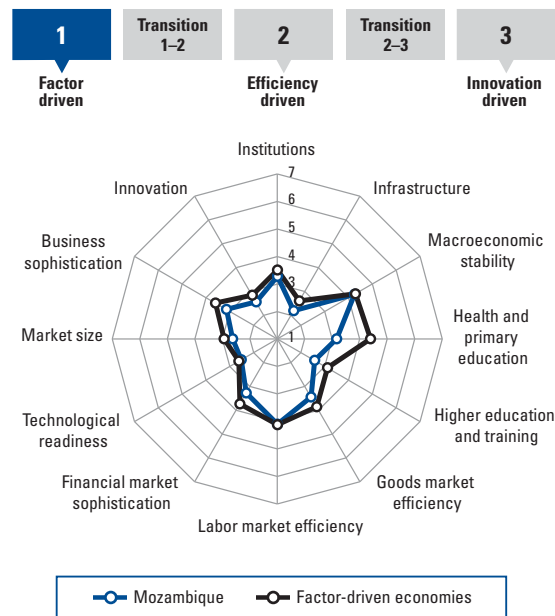 1
Transition
1–2
2
Transition
2–3
3
Factor
driven
Efficiency
driven
Innovation
driven
Institutions
7
Innovation
Infrastructure
6
5
Business
sophistication
Macroeconomic
stability
4
3
Market size
1
Health and
primary
education
Technological
readiness
Higher education
and training
Financial market
sophistication
Goods market
efficiency
Labor market efficiency
Mozambique
Factor-driven economies